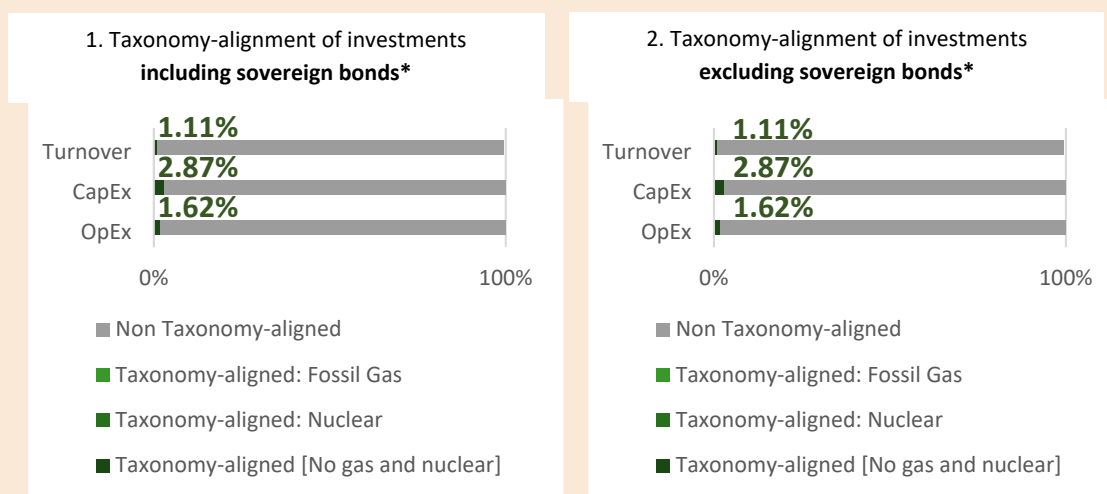 1. Taxonomy-alignment of investments
including sovereign bonds*
1.11%
Turnover
2.87%
CapEx
1.62%
OpEx
0%
100%
Non Taxonomy-aligned
Taxonomy-aligned: Fossil Gas
Taxonomy-aligned: Nuclear
Taxonomy-aligned [No gas and nuclear]
2. Taxonomy-alignment of investments
excluding sovereign bonds*
1.11%
Turnover
2.87%
CapEx
1.62%
OpEx
0%
100%
Non Taxonomy-aligned
Taxonomy-aligned: Fossil Gas
Taxonomy-aligned: Nuclear
Taxonomy-aligned [No gas and nuclear]